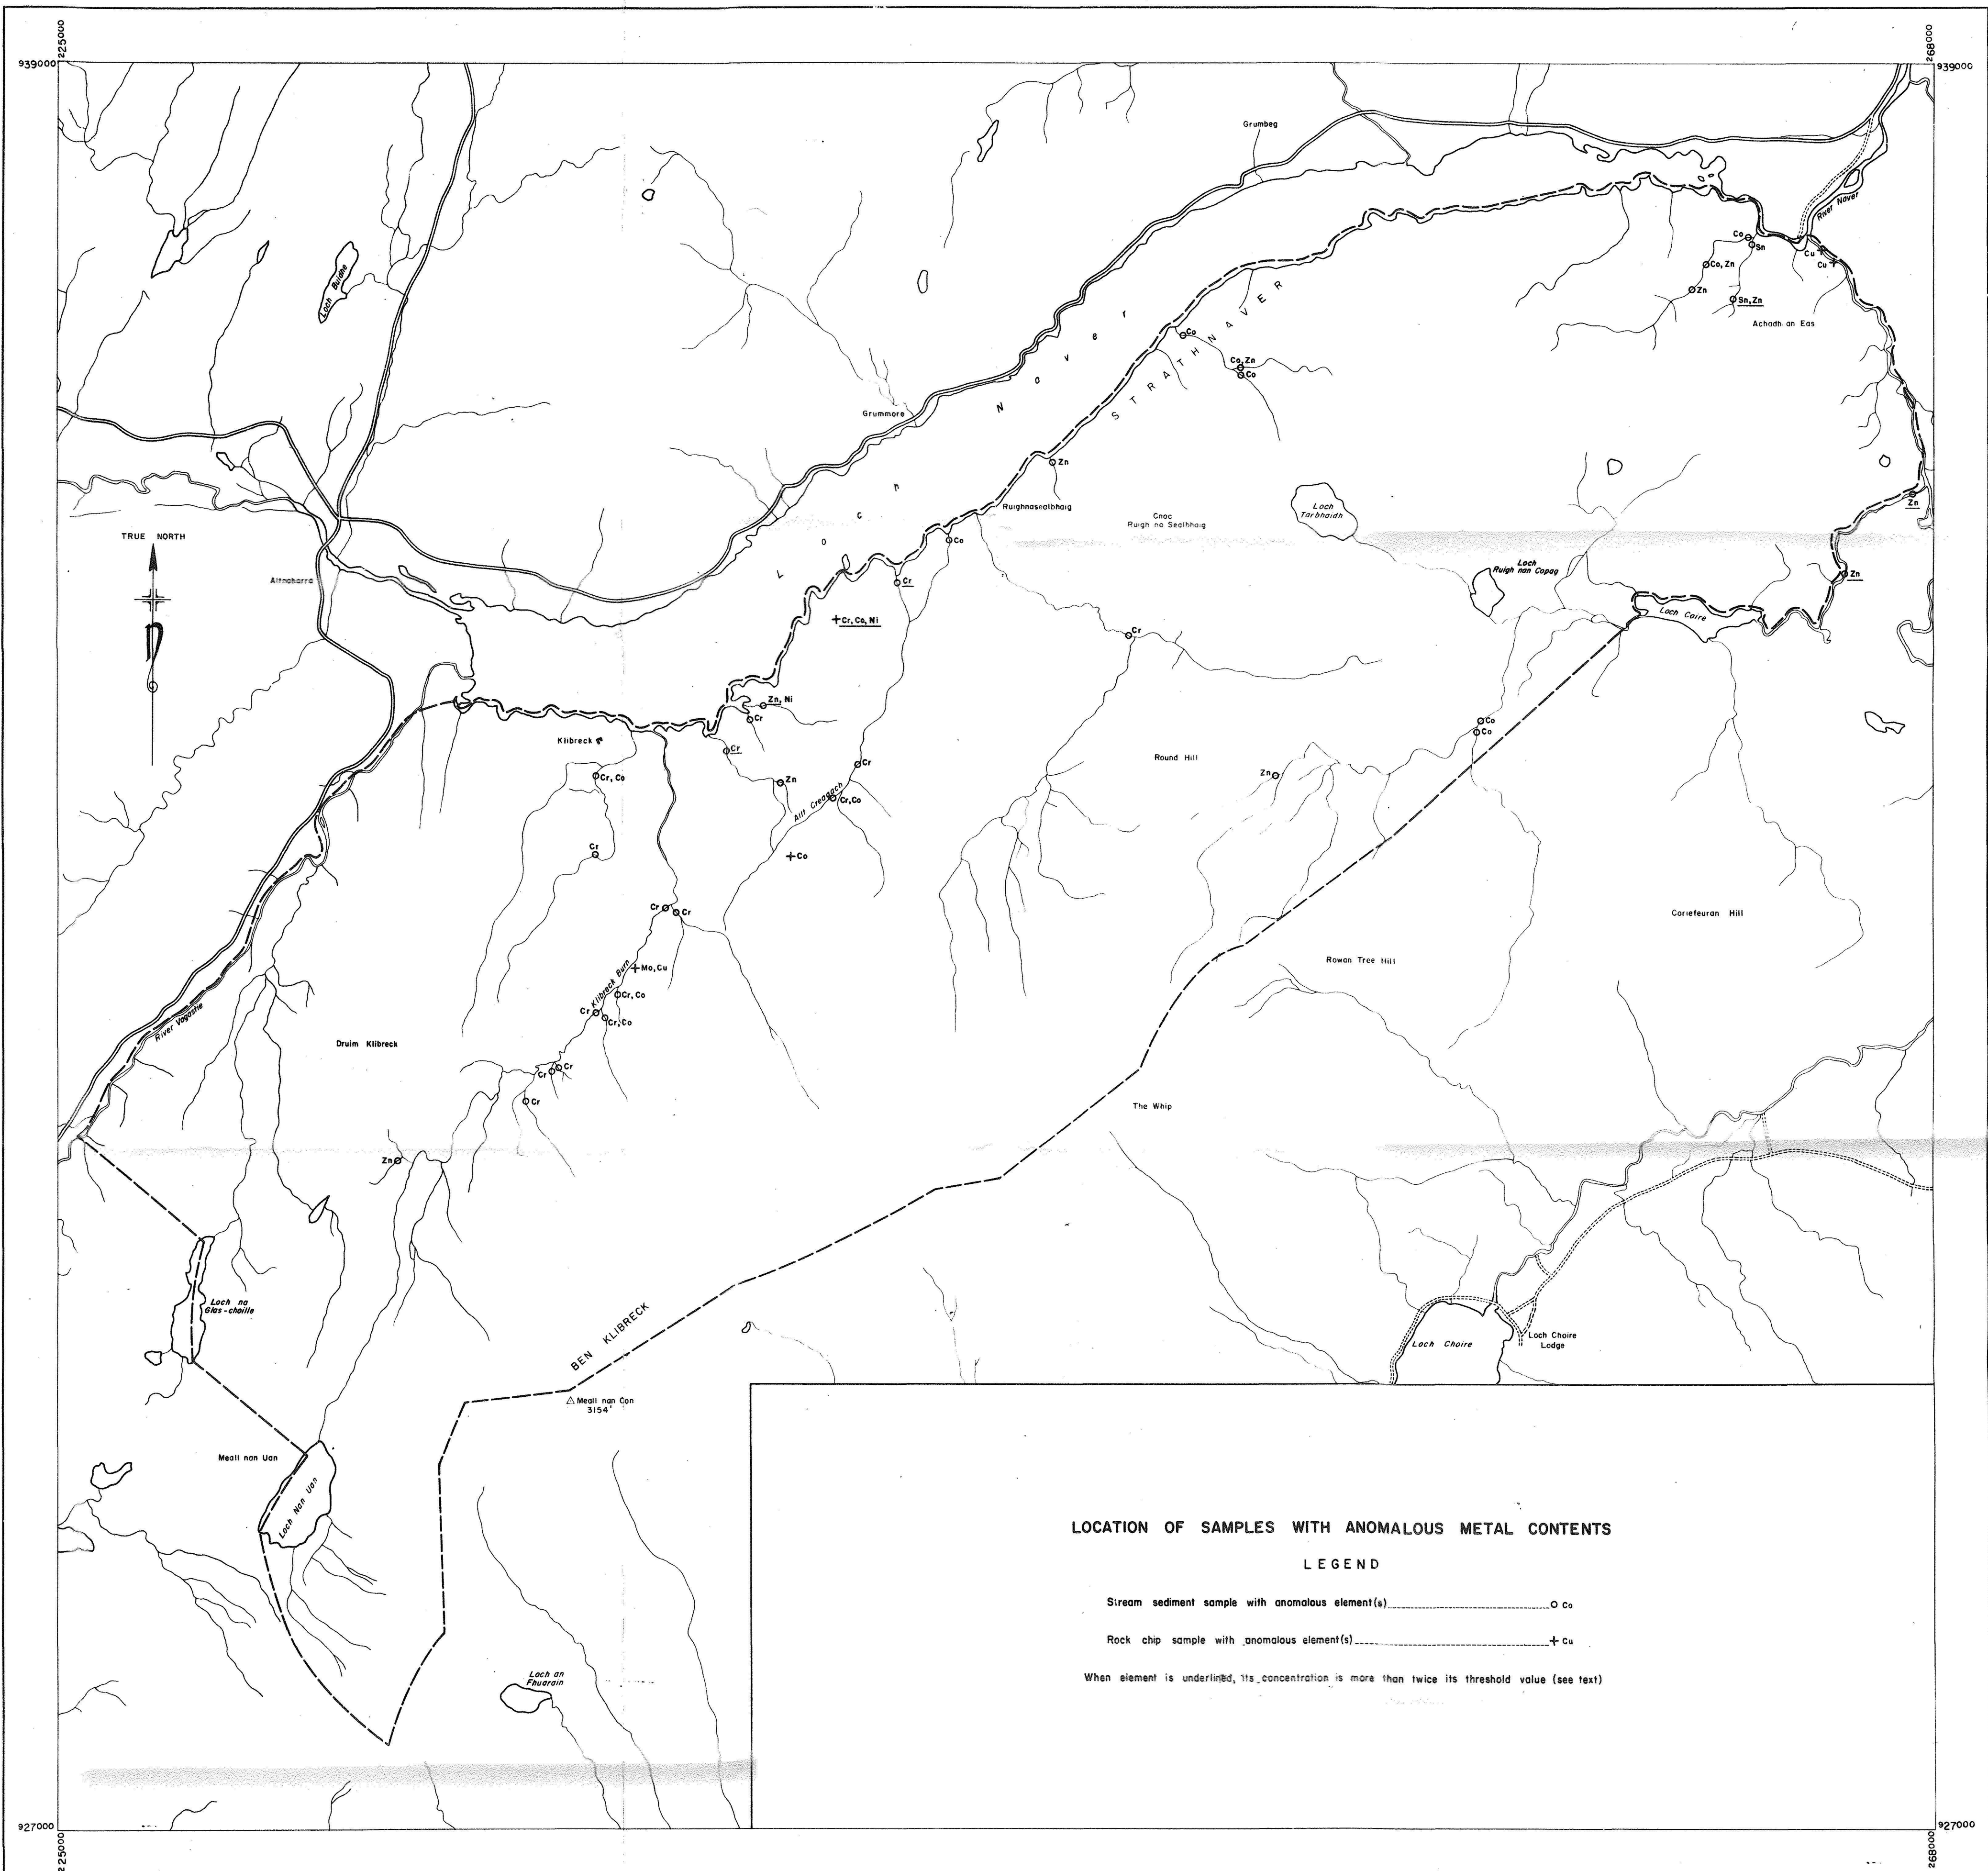 225000
268000
939000
939000
Grumbeg
River Naver
Co
Sn
Cu
Cu
Co, Zn
Zn
Sn, Zn
Achadh an Eas
Loch Buidhe
Co
Co, Zn
Co
STRATHNAVER
Loch Naver
Grummore
Zn
Ruighnasealbhaig
Cnoc
Ruigh na Sealbhaig
Loch
Tarbhaidh
Zn
TRUE NORTH
Altnaharra
Co
Cr
Loch
Ruigh nan Copag
Zn
Loch Coire
Cr, Co, Ni
Cr
Zn, Ni
Cr
Klibreck
Cr
Co
Co
Cr, Co
Zn
Cr
Allt Creagach
Cr, Co
Round Hill
Zn
Cr
Co
Cr
Cr
Coriefeuran Hill
Mo, Cu
Klibreck Burn
Rowan Tree Hill
Cr, Co
Cr
Cr, Co
River Vagastie
Druim Klibreck
Cr
Cr
Cr
The Whip
Zn
Loch na
Glas-choille
BEN KLIBRECK
Loch Choire
Loch Choire
Lodge
Meall nan Con
3154'
Meall nan Uan
Loch Nan Uan
LOCATION OF SAMPLES WITH ANOMALOUS METAL CONTENTS
LEGEND
Stream sediment sample with anomalous element(s) Co
Rock chip sample with anomalous element(s) Cu
When element is underlined, its concentration is more than twice its threshold value (see text)
Loch an
Fhuarain
927000
927000
225000
268000